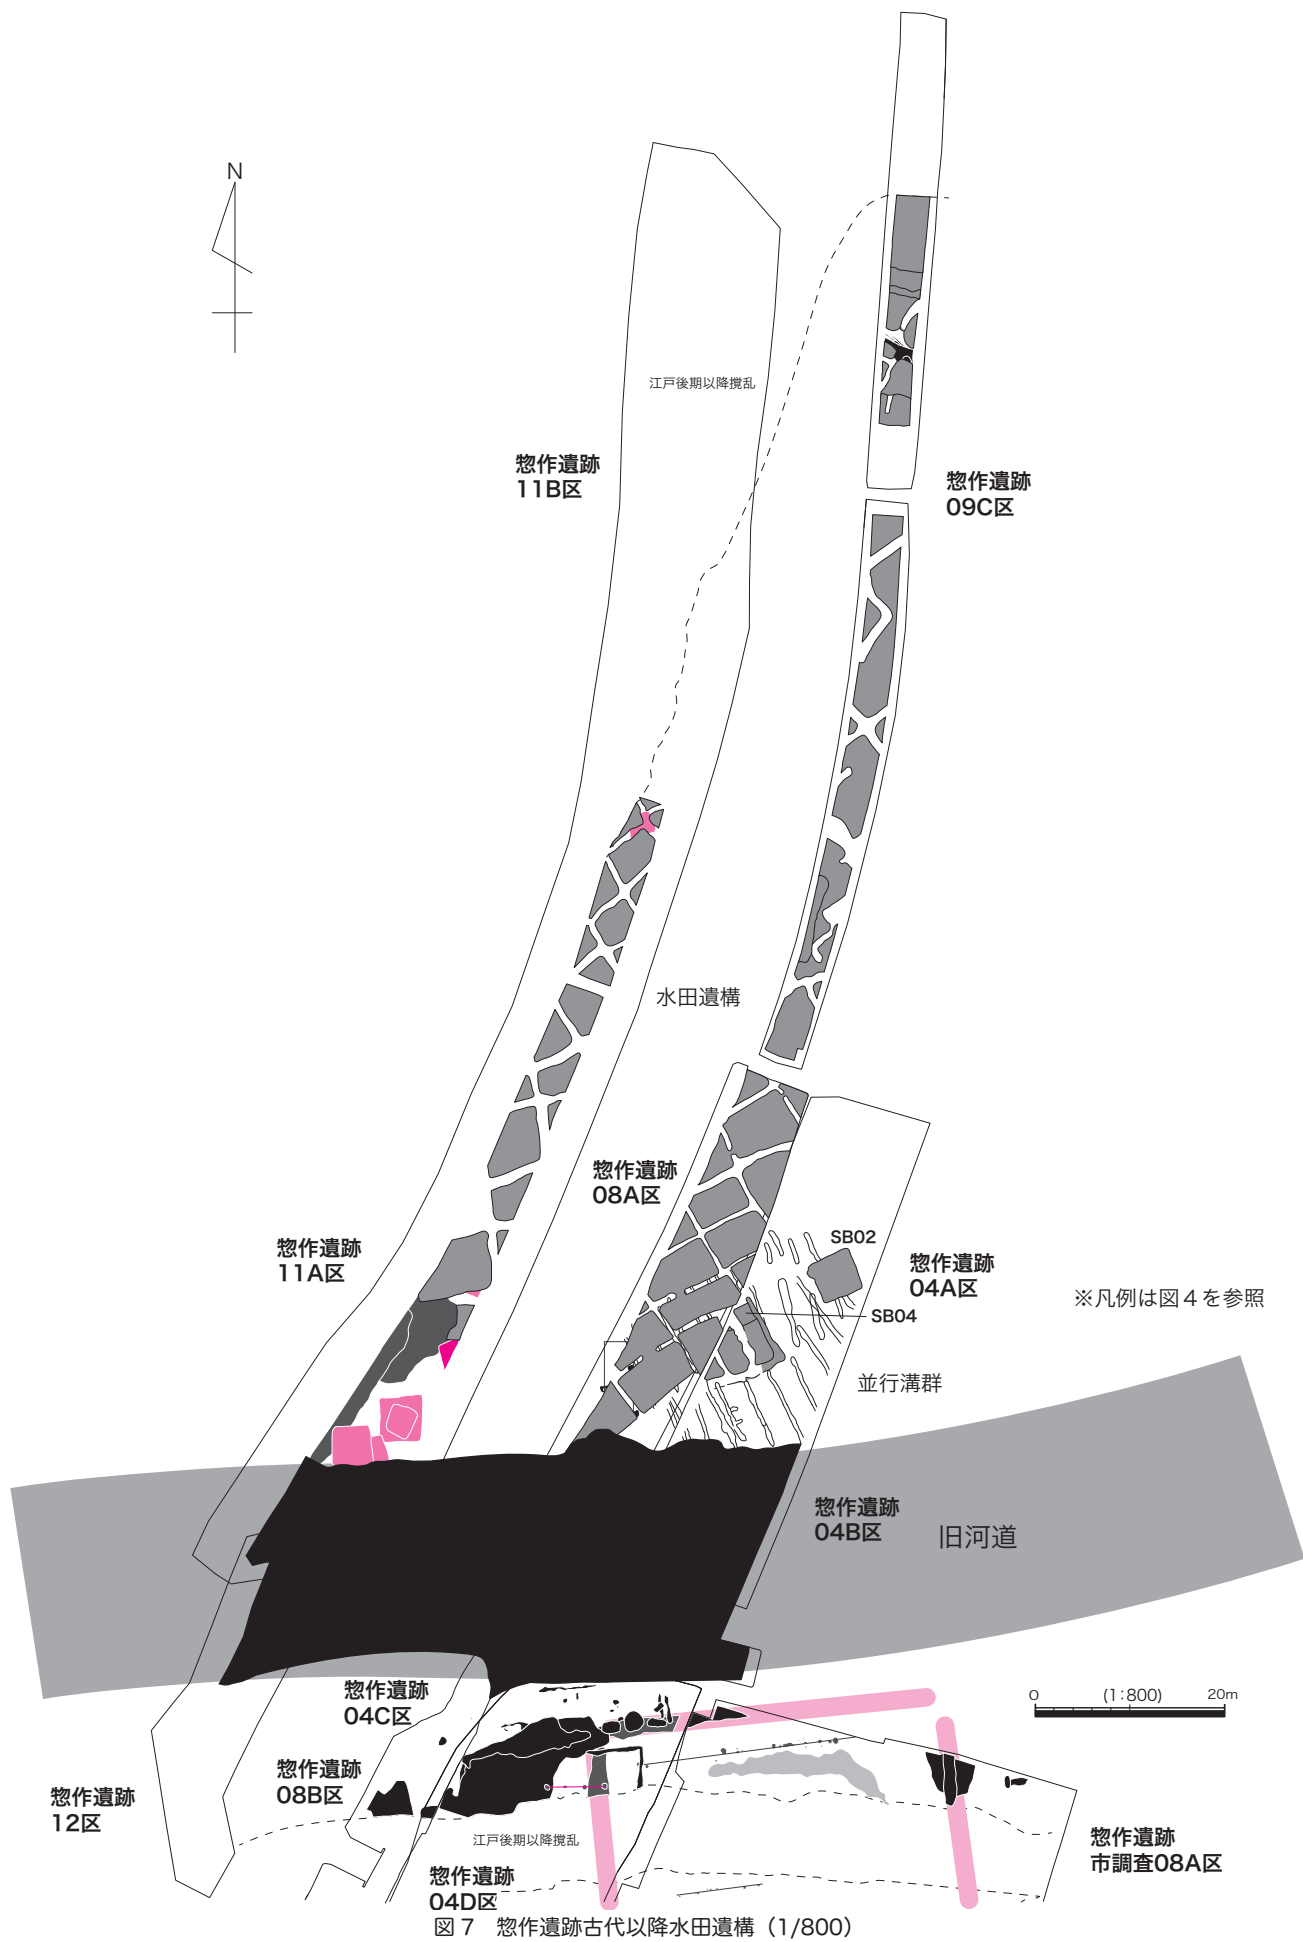 N
江戸後期以降撹乱
惣作遺跡
11B区
惣作遺跡
09C区
水田遺構
惣作遺跡
08A区
惣作遺跡
11A区
SB02
惣作遺跡
04A区
※凡例は図４を参照
SB04
並行溝群
惣作遺跡
04B区
旧河道
惣作遺跡
04C区
0 (1:800) 20m
惣作遺跡
08B区
惣作遺跡
12区
江戸後期以降撹乱
惣作遺跡
市調査08A区
惣作遺跡
04D区
図７　惣作遺跡古代以降水田遺構（1/800）